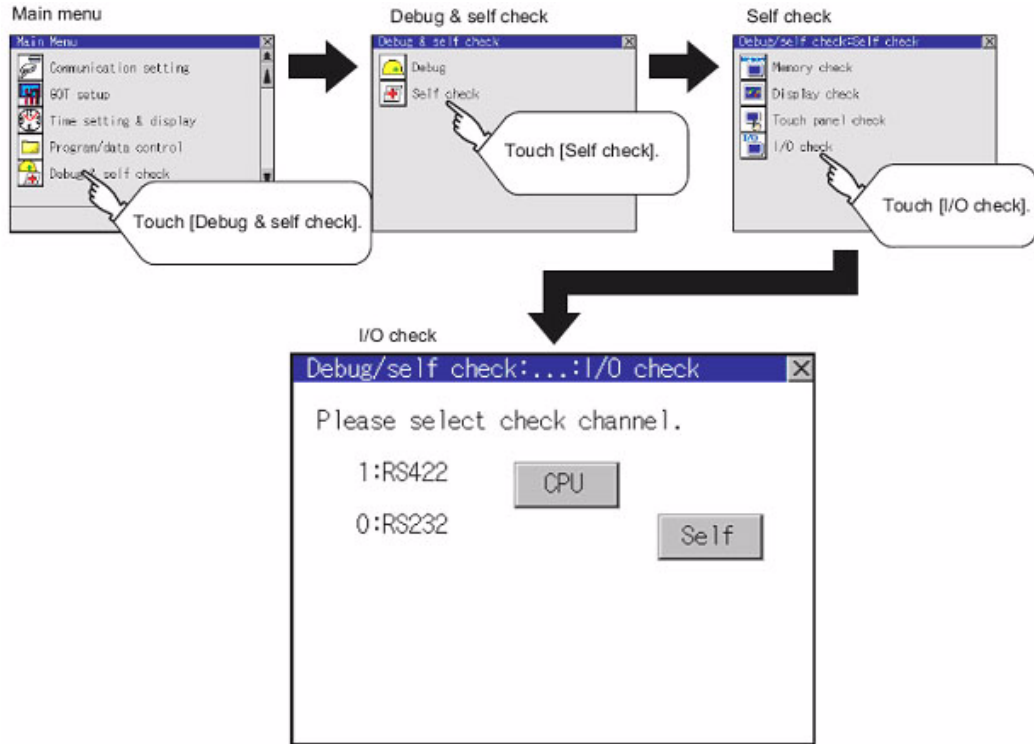 Main menu
Main Menu
Communication setting
GOT setup
Time setting & display
Program/data control
Debug & self check
Touch [Debug & self check].
Debug & self check
Debug & self check
Debug
Self check
Touch [Self check].
Self check
Debug/self check:Self check
Memory check
Display check
Touch panel check
I/O
I/O check
Touch [I/O check].
I/O check
Debug/self check:...:I/O check
Please select check channel.
1:RS422 CPU
0:RS232 Self